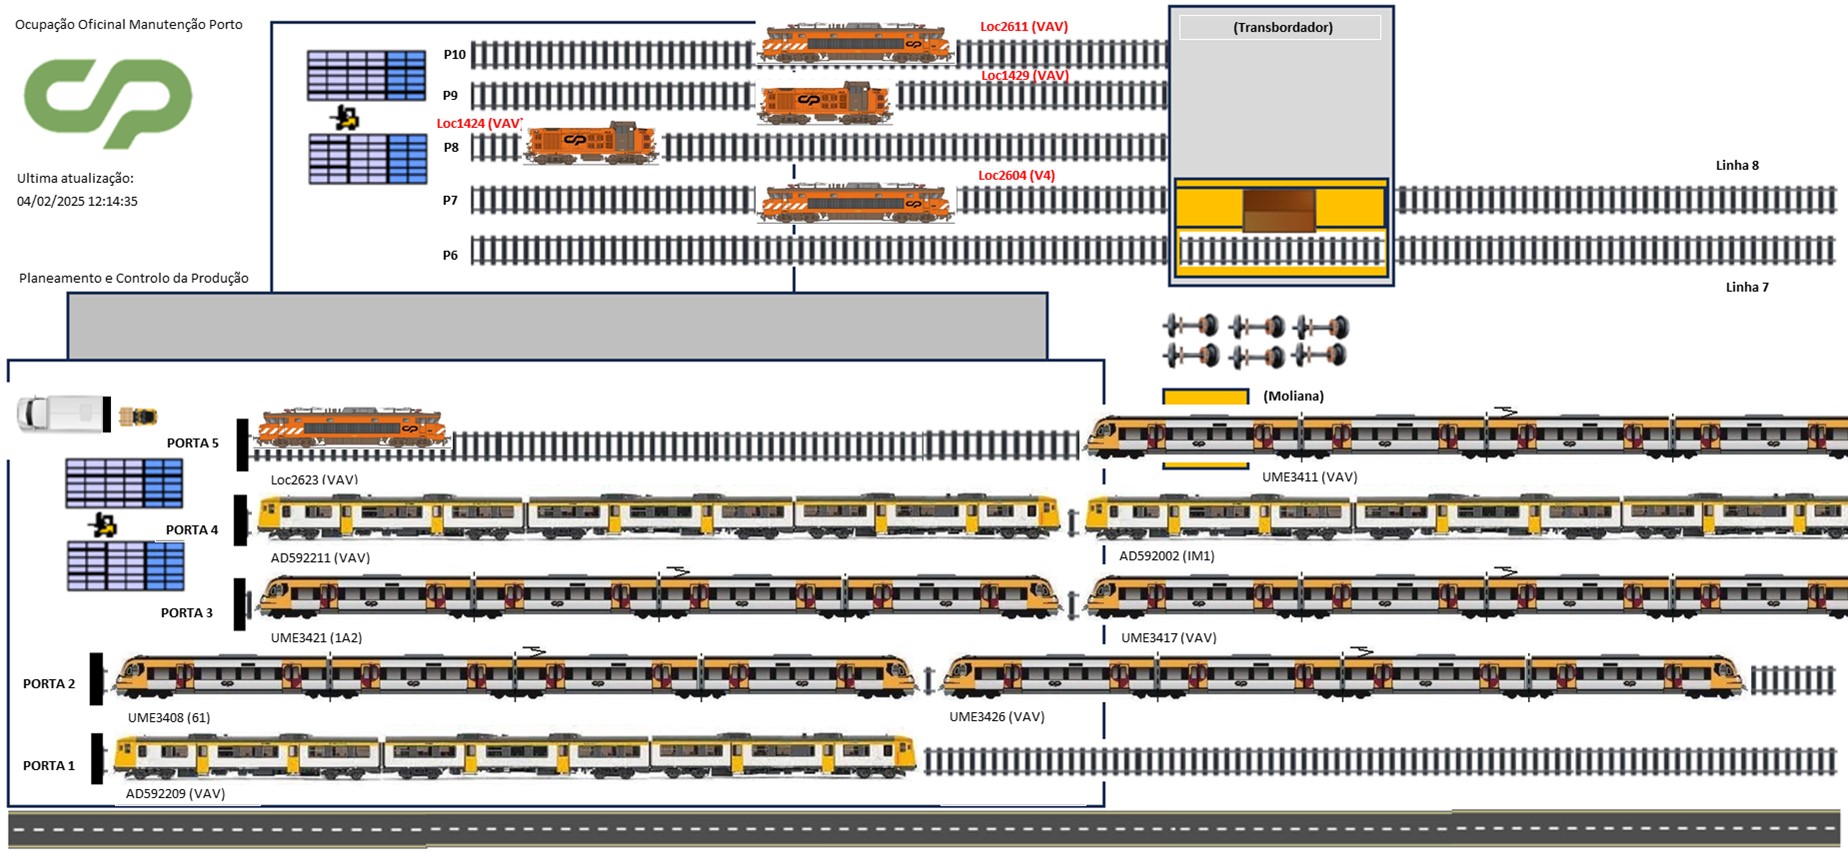 Ocupação Oficinal Manutenção Porto
Ultima atualização:
04/02/2025 12:14:35
Planeamento e Controlo da Produção
P10
Loc2611 (VAV)
(Transbordador)
P9
Loc1429 (VAV)
Loc1424 (VAV)
P8
P7
Loc2604 (V4)
Linha 8
P6
Linha 7
(Moliana)
PORTA 5
Loc2623 (VAV)
UME3411 (VAV)
PORTA 4
AD592211 (VAV)
AD592002 (IM1)
PORTA 3
UME3421 (1A2)
UME3417 (VAV)
PORTA 2
UME3408 (61)
UME3426 (VAV)
PORTA 1
AD592209 (VAV)